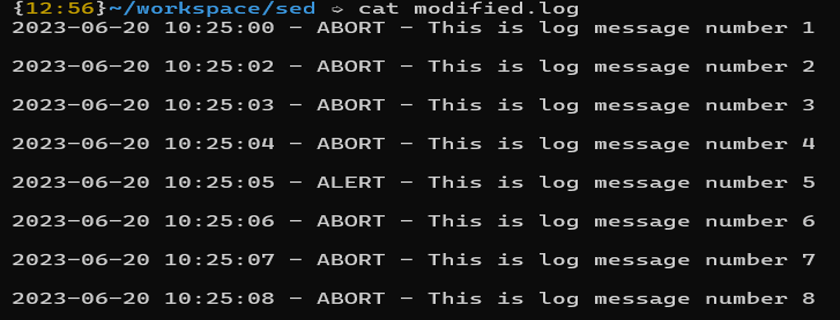 {12:56}~/workspace/sed ➭ cat modified.log
2023-06-20 10:25:00 - ABORT - This is log message number 1
2023-06-20 10:25:02 - ABORT - This is log message number 2
2023-06-20 10:25:03 - ABORT - This is log message number 3
2023-06-20 10:25:04 - ABORT - This is log message number 4
2023-06-20 10:25:05 - ALERT - This is log message number 5
2023-06-20 10:25:06 - ABORT - This is log message number 6
2023-06-20 10:25:07 - ABORT - This is log message number 7
2023-06-20 10:25:08 - ABORT - This is log message number 8